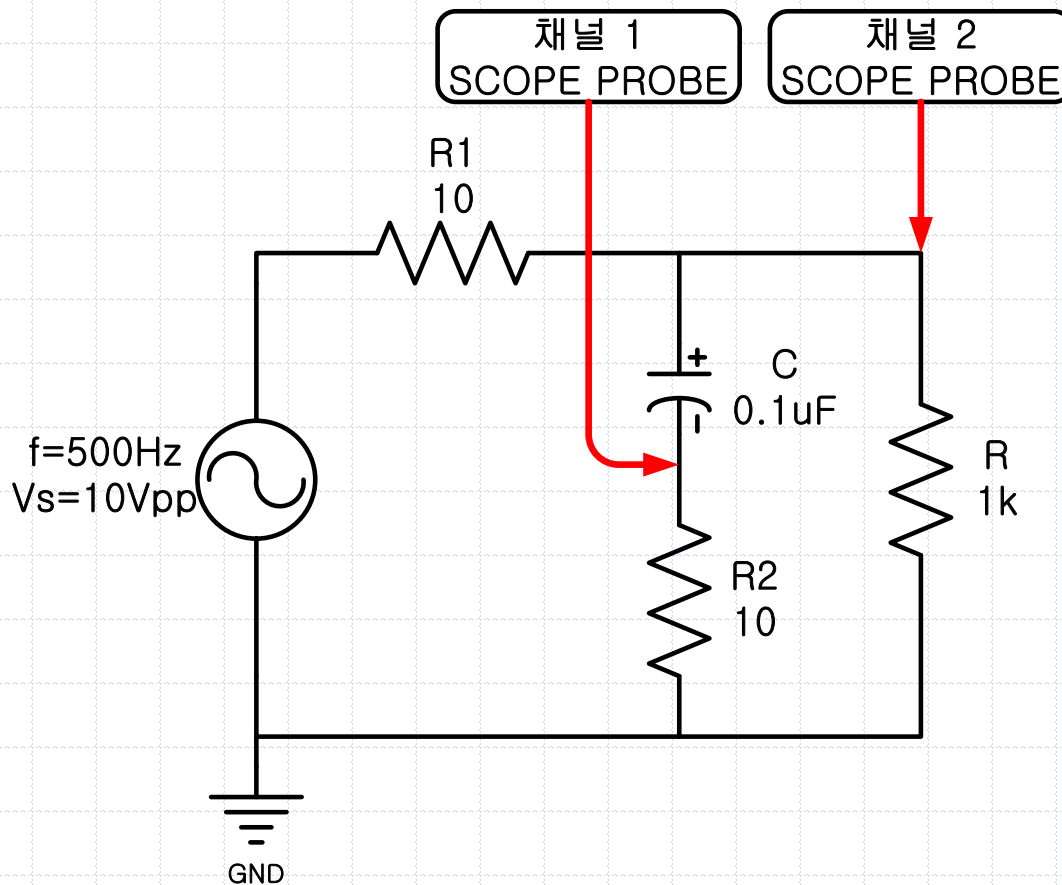 채널 1
SCOPE PROBE
채널 2
SCOPE PROBE
R1
10
C
0.1uF
f=500Hz
Vs=10Vpp
R
1k
R2
10
GND